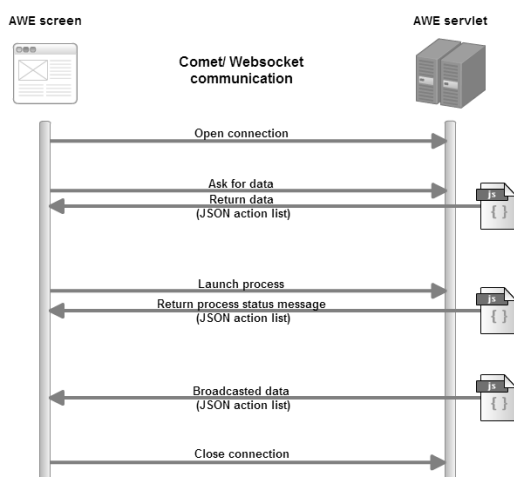 AWE screen
AWE servlet
Comet/ Websocket
communication
Open connection
Ask for data
Return data
(JSON action list)
js
{ }
Launch process
Return process status message
(JSON action list)
js
{ }
Broadcasted data
(JSON action list)
js
{ }
Close connection